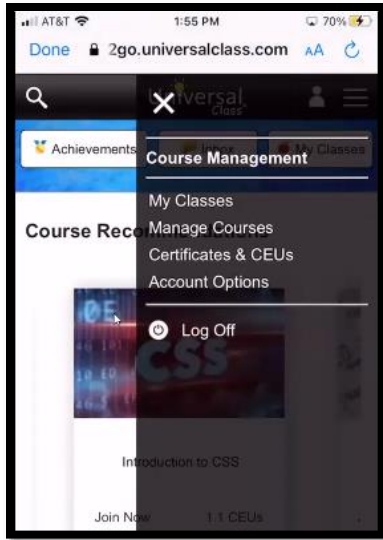 AT&T 1:55 PM 70%
Done 2go.universalclass.com AA
Universal
Class
Achievements Inbox My Classes
Course Management
My Classes
Manage Courses
Certificates & CEUs
Account Options
Log Off
Course Recommendations
CSS
Introduction to CSS
Join Now 1.1 CEUs